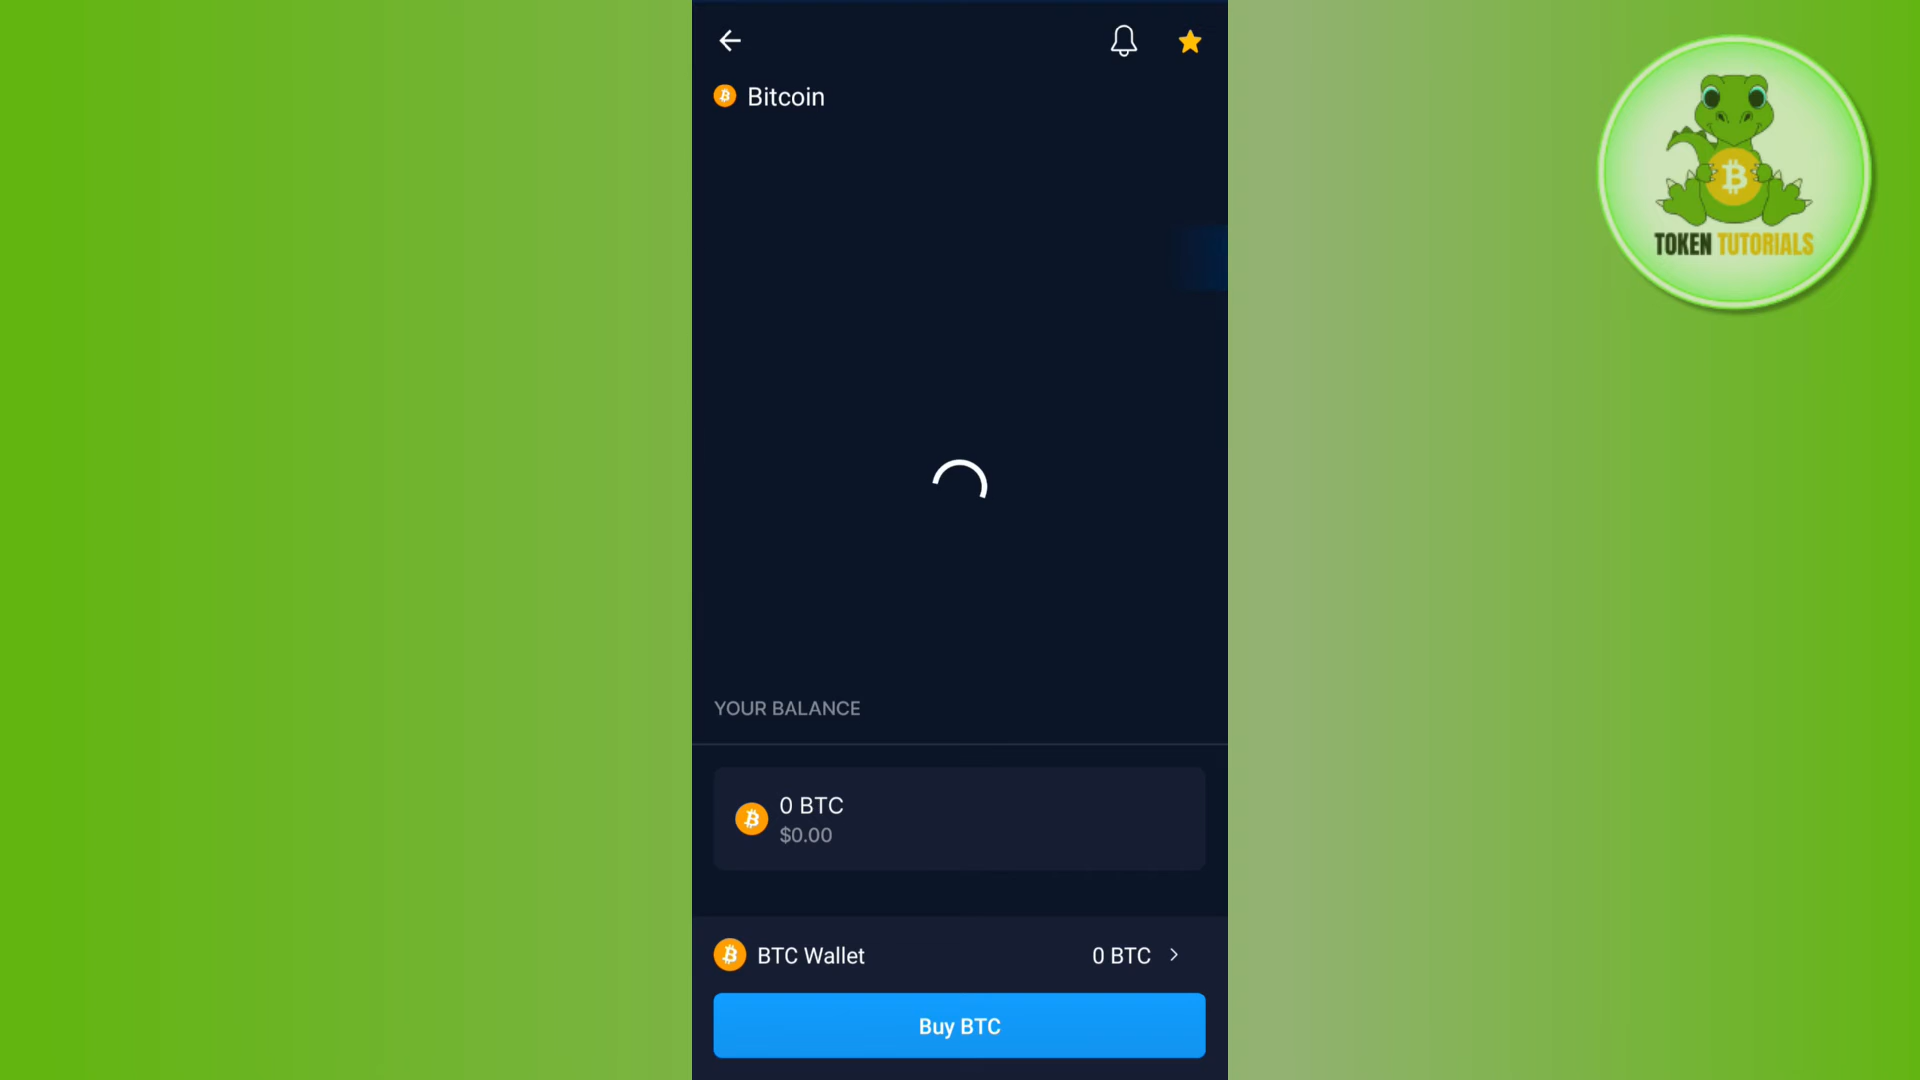 Bitcoin
YOUR BALANCE
0 BTC
$0.00
BTC Wallet
0 BTC
Buy BTC
TOKEN TUTORIALS